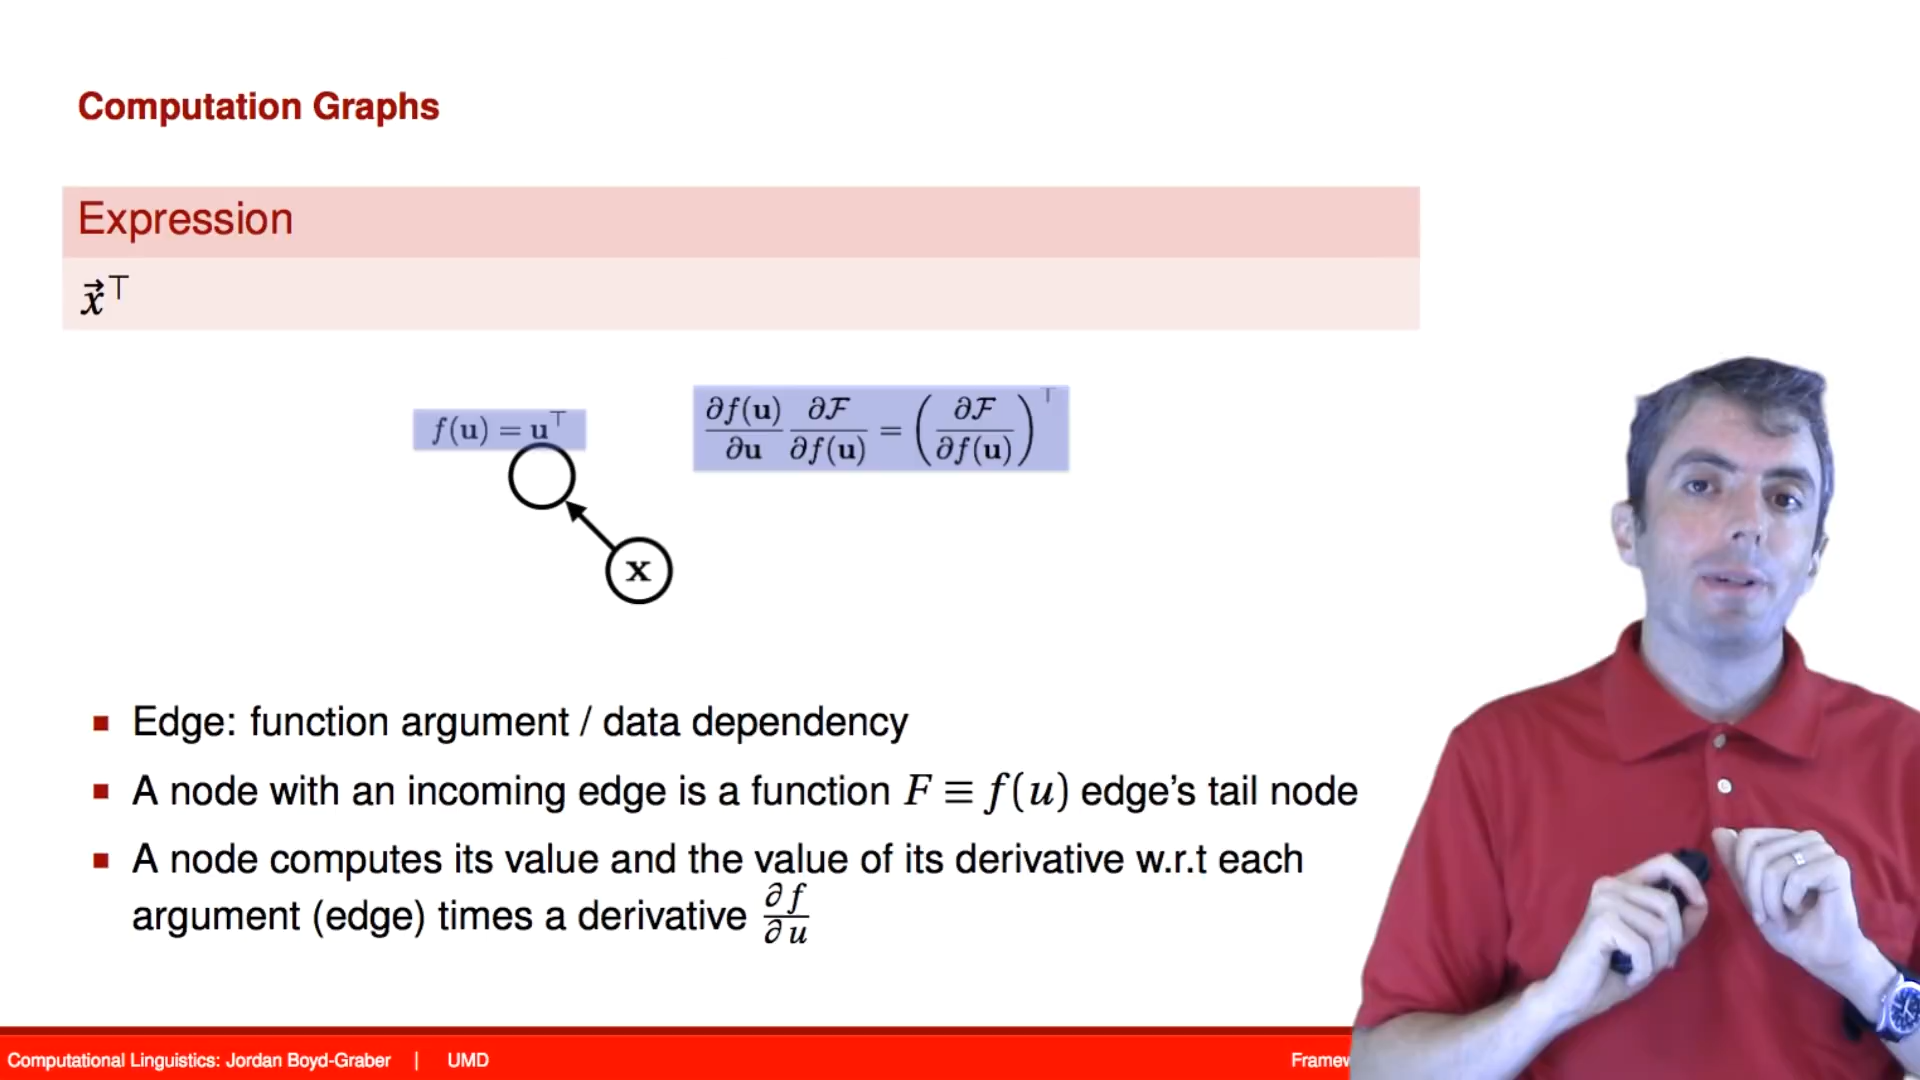 Computation Graphs
Expression
x⃗⊤
f(u) = u⊤
∂f(u)/∂u ∂ℱ/∂f(u) = (∂ℱ/∂f(u))⊤
x
Edge: function argument / data dependency
A node with an incoming edge is a function F ≡ f(u) edge's tail node
A node computes its value and the value of its derivative w.r.t each
argument (edge) times a derivative ∂f/∂u
Computational Linguistics: Jordan Boyd-Graber | UMD